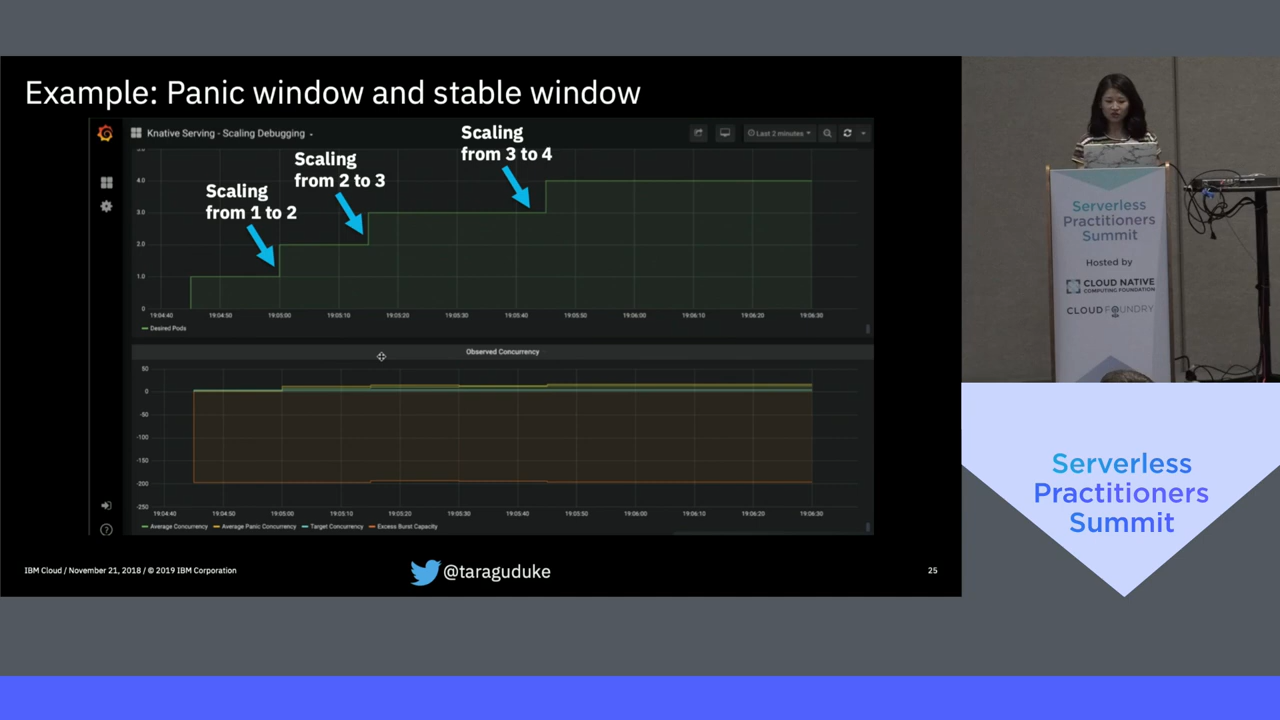 Example: Panic window and stable window
Knative Serving - Scaling Debugging
Last 2 minutes
Scaling
from 1 to 2
Scaling
from 2 to 3
Scaling
from 3 to 4
4.0
3.0
2.0
1.0
0
19:04:40 19:04:50 19:05:00 19:05:10 19:05:20 19:05:30 19:05:40 19:05:50 19:06:00 19:06:10 19:06:20 19:06:30
Desired Pods
Observed Concurrency
50
0
-50
-100
-150
-200
-250
19:04:40 19:04:50 19:05:00 19:05:10 19:05:20 19:05:30 19:05:40 19:05:50 19:06:00 19:06:10 19:06:20 19:06:30
Average Concurrency Average Panic Concurrency Target Concurrency Excess Burst Capacity
IBM Cloud / November 21, 2018 / © 2019 IBM Corporation
@taraguduke
25
Serverless
Practitioners
Summit
Hosted by
CLOUD NATIVE
COMPUTING FOUNDATION
CLOUD FOUNDRY
Serverless
Practitioners
Summit